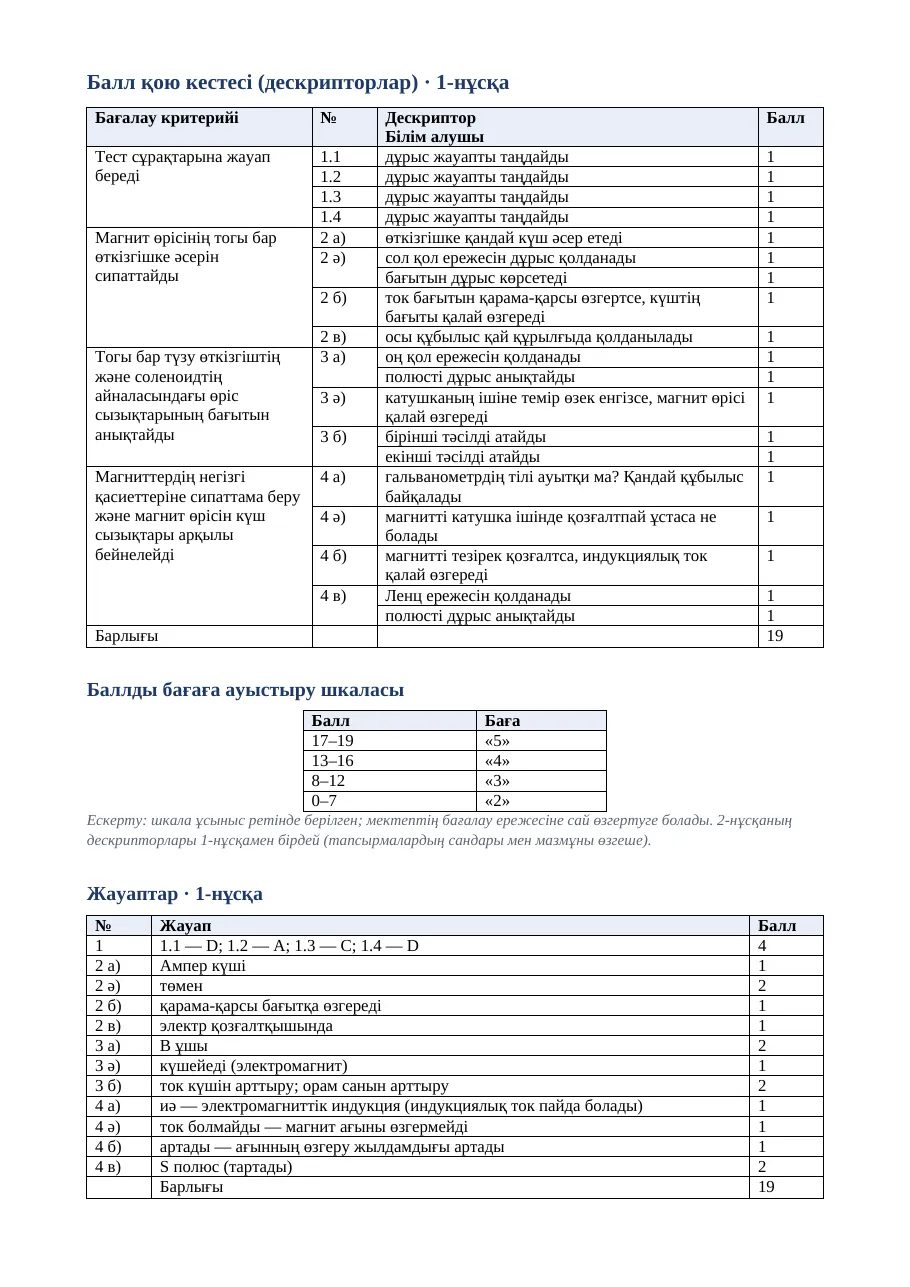 Балл қою кестесі (дескрипторлар) · 1-нұсқа
Бағалау критерийі № Дескриптор Балл
Білім алушы
Тест сұрақтарына жауап 1.1 дұрыс жауапты таңдайды 1
береді 1.2 дұрыс жауапты таңдайды 1
1.3 дұрыс жауапты таңдайды 1
1.4 дұрыс жауапты таңдайды 1
Магнит өрісінің тогы бар 2 а) өткізгішке қандай күш әсер етеді 1
өткізгішке әсерін 2 ә) сол қол ережесін дұрыс қолданады 1
сипаттайды бағытын дұрыс көрсетеді 1
2 б) ток бағытын қарама-қарсы өзгертсе, күштің 1
бағыты қалай өзгереді
2 в) осы құбылыс қай құрылғыда қолданылады 1
Тогы бар түзу өткізгіштің 3 а) оң қол ережесін қолданады 1
және соленоидтің полюсті дұрыс анықтайды 1
айналасындағы өріс 3 ә) катушканың ішіне темір өзек енгізсе, магнит өрісі 1
сызықтарының бағытын қалай өзгереді
анықтайды 3 б) бірінші тәсілді атайды 1
екінші тәсілді атайды 1
Магниттердің негізгі 4 а) гальванометрдің тілі ауытқи ма? Қандай құбылыс 1
қасиеттеріне сипаттама беру байқалады
және магнит өрісін күш 4 ә) магнитті катушка ішінде қозғалтпай ұстаса не 1
сызықтары арқылы болады
бейнелейді 4 б) магнитті тезірек қозғалтса, индукциялық ток 1
қалай өзгереді
4 в) Ленц ережесін қолданады 1
полюсті дұрыс анықтайды 1
Барлығы 19
Баллды бағаға ауыстыру шкаласы
Балл Баға
17–19 «5»
13–16 «4»
8–12 «3»
0–7 «2»
Ескерту: шкала ұсыныс ретінде берілген; мектептің бағалау ережесіне сай өзгертуге болады. 2-нұсқаның
дескрипторлары 1-нұсқамен бірдей (тапсырмалардың сандары мен мазмұны өзгеше).
Жауаптар · 1-нұсқа
№ Жауап Балл
1 1.1 — D; 1.2 — A; 1.3 — C; 1.4 — D 4
2 а) Ампер күші 1
2 ә) төмен 2
2 б) қарама-қарсы бағытқа өзгереді 1
2 в) электр қозғалтқышында 1
3 а) В ұшы 2
3 ә) күшейеді (электромагнит) 1
3 б) ток күшін арттыру; орам санын арттыру 2
4 а) иә — электромагниттік индукция (индукциялық ток пайда болады) 1
4 ә) ток болмайды — магнит ағыны өзгермейді 1
4 б) артады — ағынның өзгеру жылдамдығы артады 1
4 в) S полюс (тартады) 2
Барлығы 19